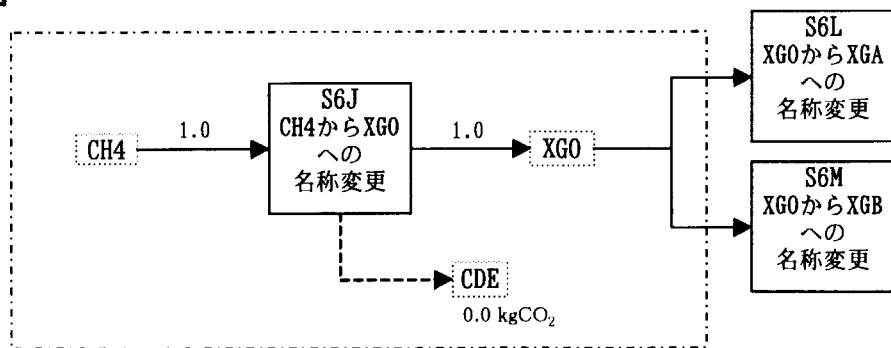 S6L
XGOからXGA
への
名称変更
S6J
CH4からXGO
への
名称変更
CH4
1.0
1.0
XGO
S6M
XGOからXGB
への
名称変更
CDE
0.0 kgCO₂